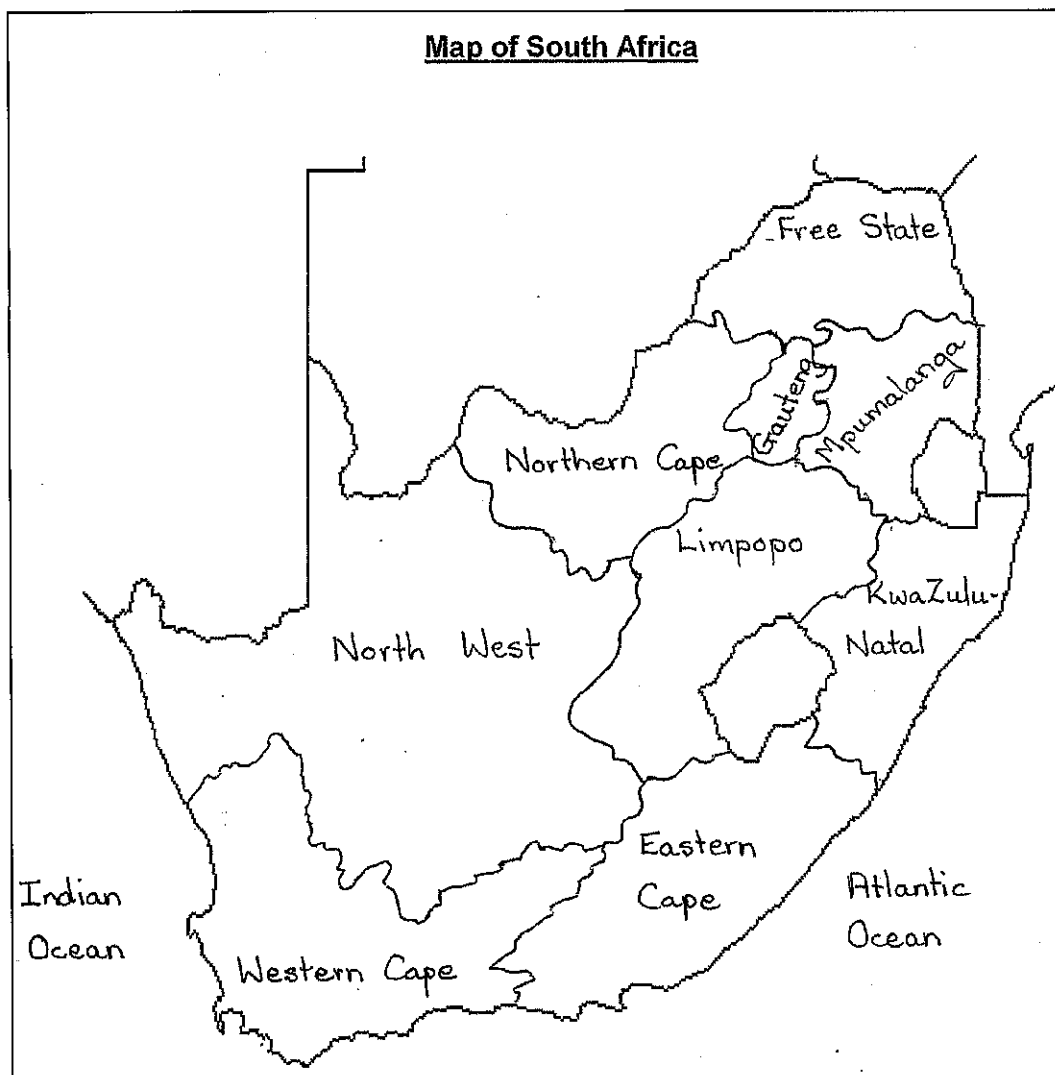 Map of South Africa
Free State
Gauteng
Mpumalanga
Northern Cape
Limpopo
KwaZulu-
Natal
North West
Eastern
Cape
Indian
Ocean
Atlantic
Ocean
Western Cape